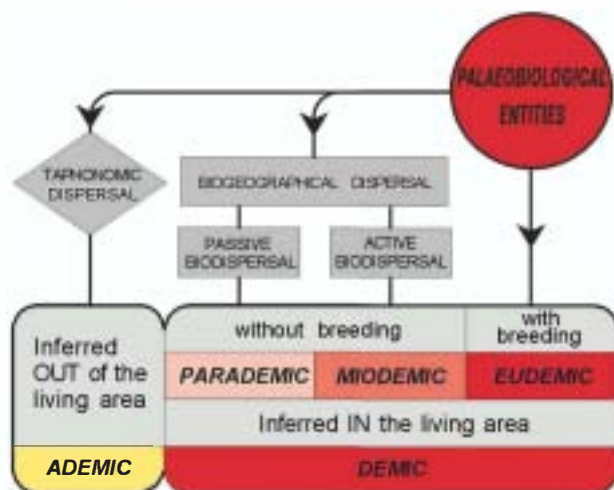 PALAEOBIOLOGICAL
ENTITIES
TAPHONOMIC
DISPERSAL
BIOGEOGRAPHICAL DISPERSAL
PASSIVE
BIODISPERSAL
ACTIVE
BIODISPERSAL
without breeding
with
breeding
Inferred
OUT of the
living area
PARADEMIC
MIODEMIC
EUDEMIC
Inferred IN the living area
ADEMIC
DEMIC